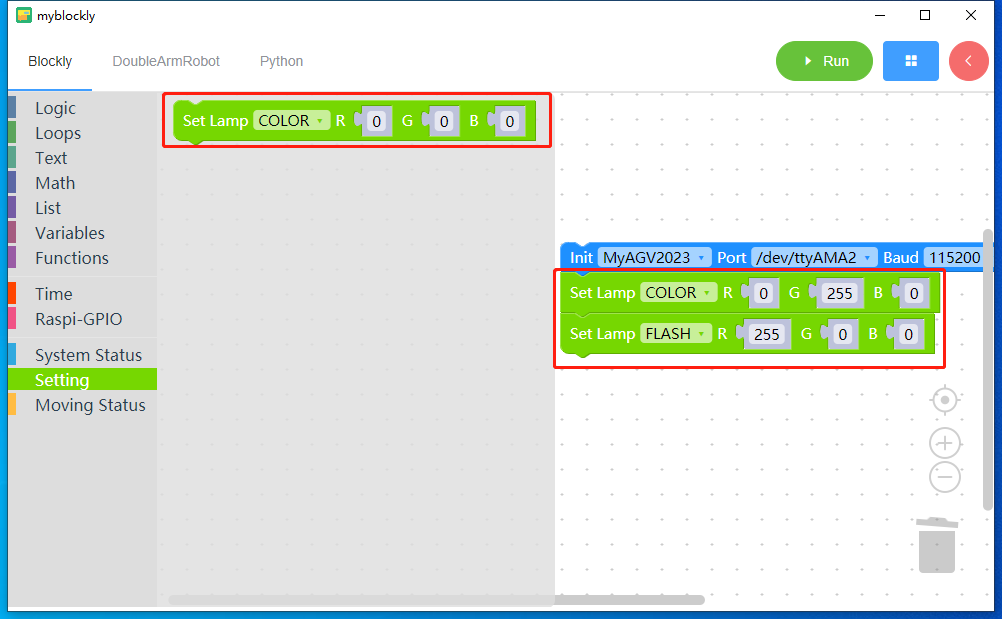 myblockly
Blockly DoubleArmRobot Python Run
Logic
Loops
Text
Math
List
Variables
Functions
Time
Raspi-GPIO
System Status
Setting
Moving Status
Set Lamp COLOR R 0 G 0 B 0
Init MyAGV2023 Port /dev/ttyAMA2 Baud 115200
Set Lamp COLOR R 0 G 255 B 0
Set Lamp FLASH R 255 G 0 B 0